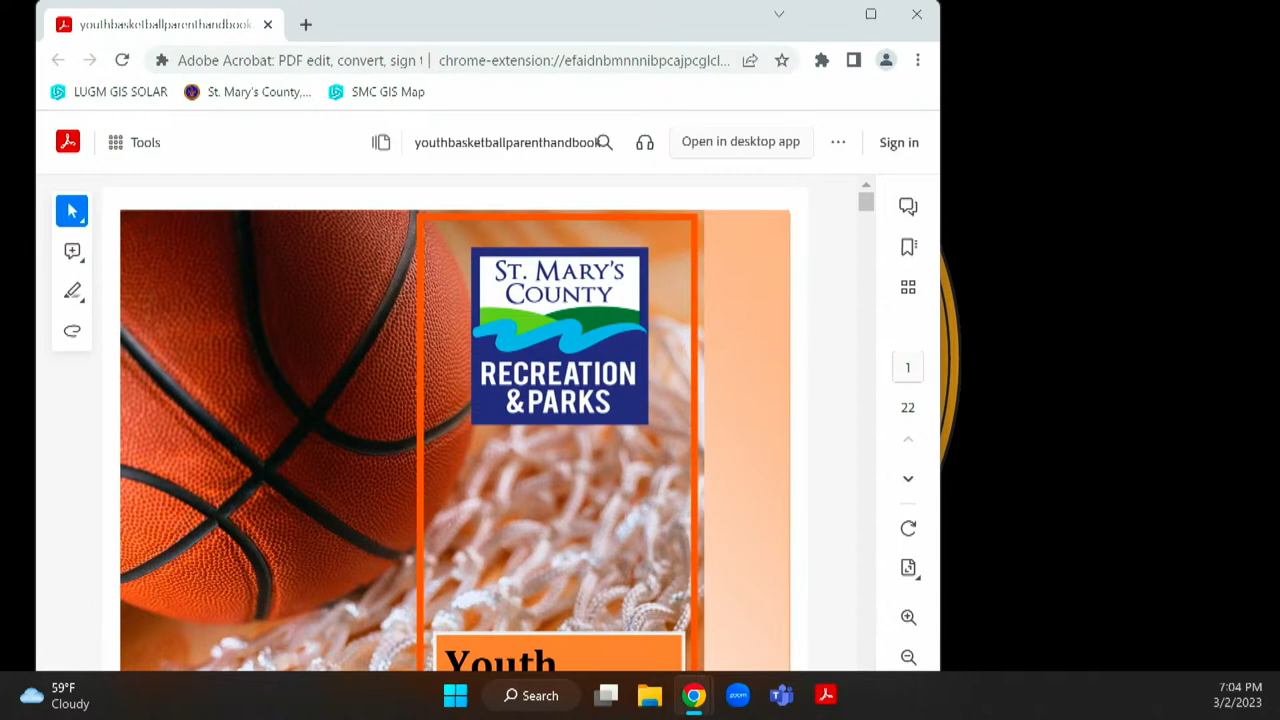 youthbasketballparenthandbook.
Adobe Acrobat: PDF edit, convert, sign t | chrome-extension://efaidnbmnnnibpcajpcglcl...
LUGM GIS SOLAR St. Mary's County,... SMC GIS Map
Tools youthbasketballparenthandbook Open in desktop app ... Sign in
ST. MARY'S
COUNTY
RECREATION
& PARKS
1
22
Youth
59°F
Cloudy
Search
zoom
7:04 PM
3/2/2023